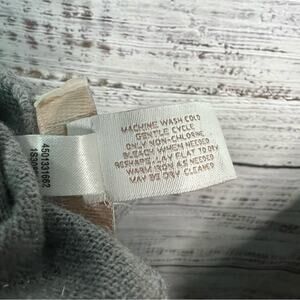 MACHINE WASH COLD
GENTLE CYCLE
ONLY NON-CHLORINE
BLEACH WHEN NEEDED
RESHAPE, LAY FLAT TO DRY
WARM IRON AS NEEDED
MAY BE DRY CLEANED
4501331662